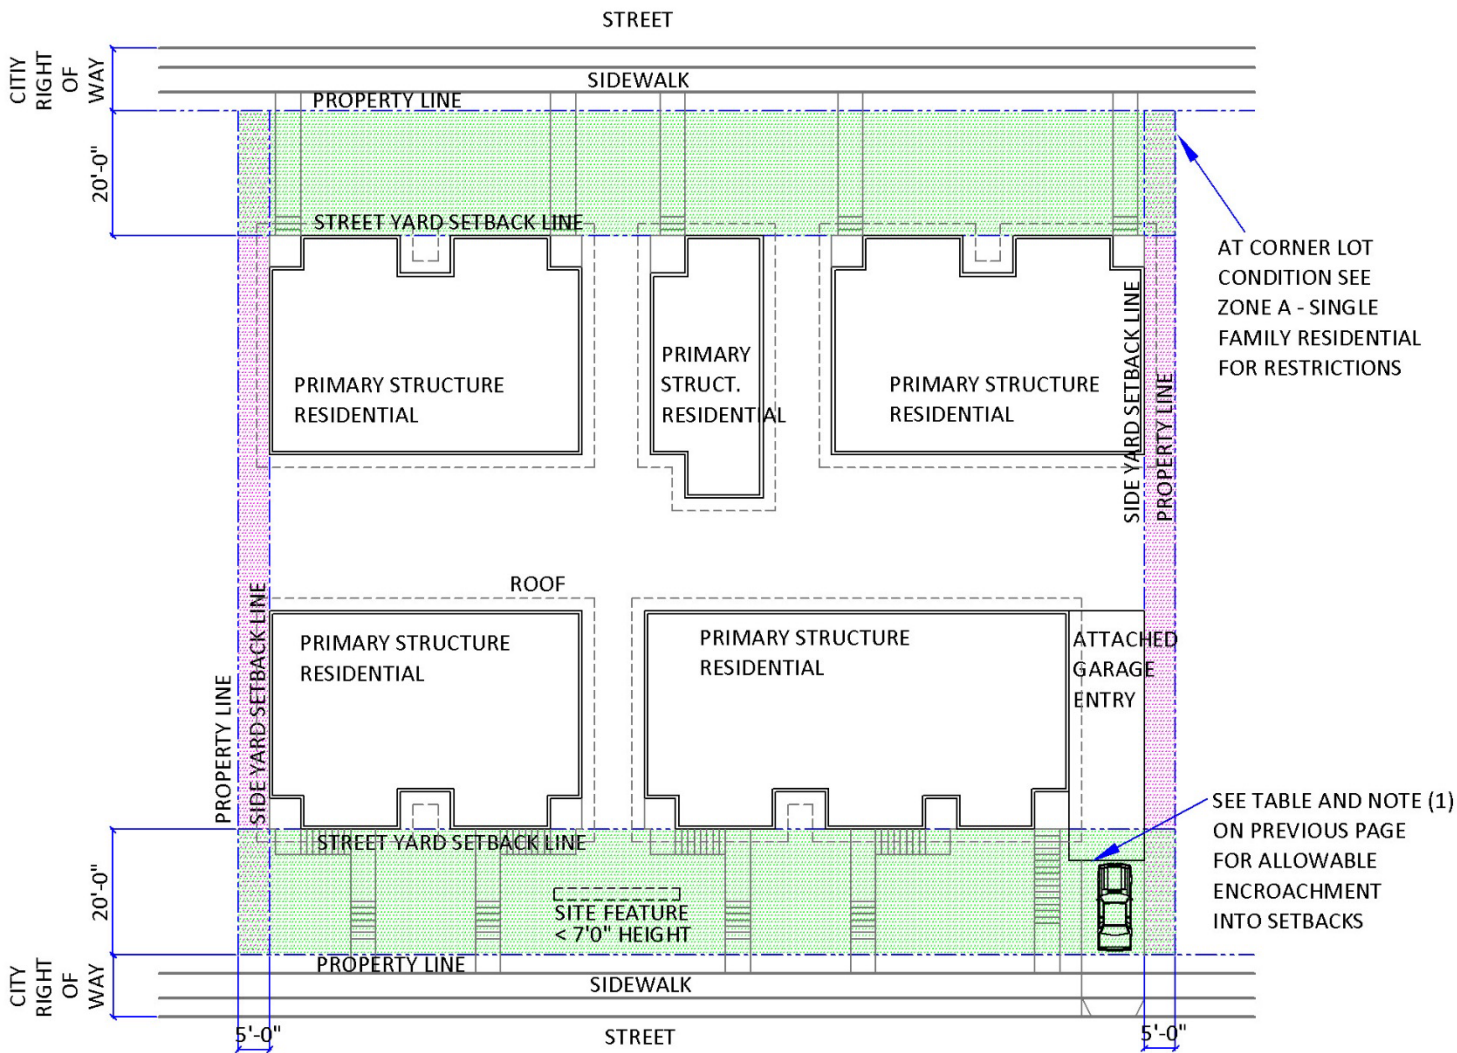 STREET
CITIY
RIGHT
OF
WAY
SIDEWALK
PROPERTY LINE
20'-0"
STREET YARD SETBACK LINE
AT CORNER LOT
CONDITION SEE
ZONE A - SINGLE
FAMILY RESIDENTIAL
FOR RESTRICTIONS
PRIMARY STRUCTURE
RESIDENTIAL
PRIMARY
STRUCT.
RESIDENTIAL
PRIMARY STRUCTURE
RESIDENTIAL
SIDE YARD SETBACK LINE
PROPERTY LINE
ROOF
PROPERTY LINE
SIDE YARD SETBACK LINE
PRIMARY STRUCTURE
RESIDENTIAL
PRIMARY STRUCTURE
RESIDENTIAL
ATTACHED
GARAGE
ENTRY
SEE TABLE AND NOTE (1)
ON PREVIOUS PAGE
FOR ALLOWABLE
ENCROACHMENT
INTO SETBACKS
STREET YARD SETBACK LINE
20'-0"
SITE FEATURE
< 7'0" HEIGHT
PROPERTY LINE
CITY
RIGHT
OF
WAY
SIDEWALK
5'-0"
STREET
5'-0"